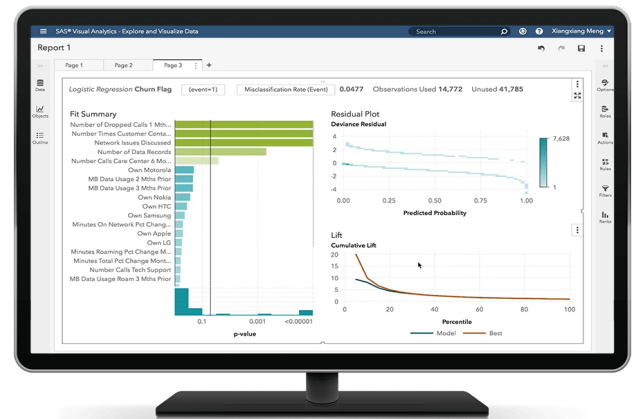 SAS® Visual Analytics - Explore and Visualize Data
Search
Xiangxiang Meng
Report 1
Page 1
Page 2
Page 3
Data
Objects
Outline
Logistic Regression Churn Flag
(event=1)
Misclassification Rate (Event)
0.0477
Observations Used 14,772
Unused 41,785
Options
Roles
Actions
Rules
Filters
Ranks
Fit Summary
Number of Dropped Calls 1 Mth...
Number Times Customer Conta...
Network Issues Discussed
Number of Data Records
Number Calls Care Center 6 Mo...
Own Motorola
MB Data Usage 2 Mths Prior
MB Data Usage 3 Mths Prior
Own Nokia
Own HTC
Own Samsung
Minutes On Network Pct Chang...
Own Apple
Own LG
Minutes Roaming Pct Change M...
Minutes Total Pct Change Mont...
Number Calls Tech Support
MB Data Usage Roam 3 Mths Prior
0.1
0.001
<0.00001
p-value
Residual Plot
Deviance Residual
4
2
0
-2
-4
0.00
0.25
0.50
0.75
1.00
Predicted Probability
7,628
1
Lift
Cumulative Lift
20
15
10
5
0
0
20
40
60
80
100
Percentile
Model
Best